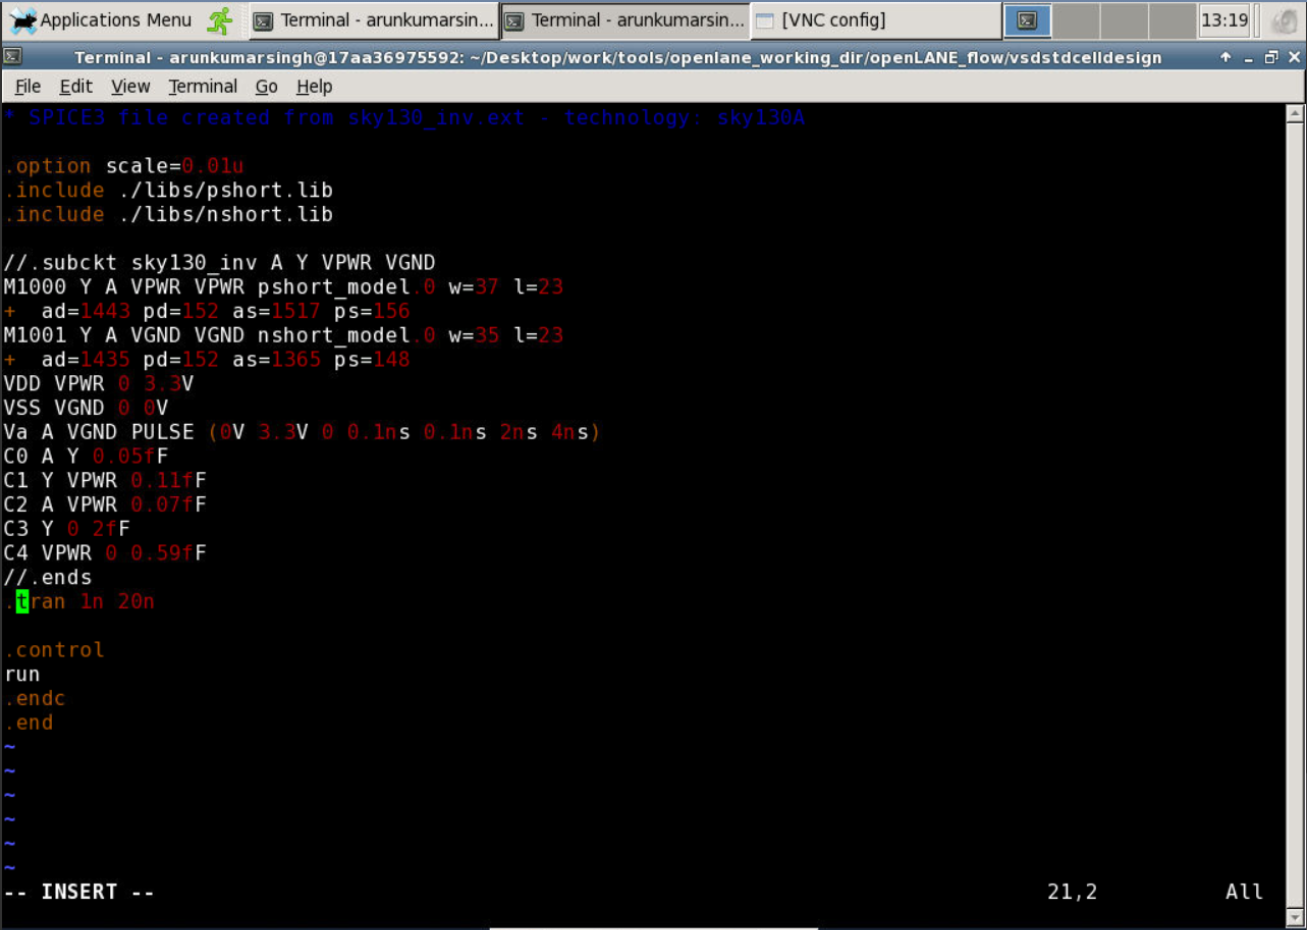 Applications Menu
Terminal - arunkumarsin...
Terminal - arunkumarsin...
[VNC config]
13:19
Terminal - arunkumarsingh@17aa36975592: ~/Desktop/work/tools/openlane_working_dir/openLANE_flow/vsdstdcelldesign
File Edit View Terminal Go Help
* SPICE3 file created from sky130_inv.ext - technology: sky130A
.option scale=0.01u
.include ./libs/pshort.lib
.include ./libs/nshort.lib
//.subckt sky130_inv A Y VPWR VGND
M1000 Y A VPWR VPWR pshort_model.0 w=37 l=23
+  ad=1443 pd=152 as=1517 ps=156
M1001 Y A VGND VGND nshort_model.0 w=35 l=23
+  ad=1435 pd=152 as=1365 ps=148
VDD VPWR 0 3.3V
VSS VGND 0 0V
Va A VGND PULSE (0V 3.3V 0 0.1ns 0.1ns 2ns 4ns)
C0 A Y 0.05fF
C1 Y VPWR 0.11fF
C2 A VPWR 0.07fF
C3 Y 0 2fF
C4 VPWR 0 0.59fF
//.ends
.tran 1n 20n
.control
run
.endc
.end
~
~
~
~
~
~
-- INSERT -- 21,2 All